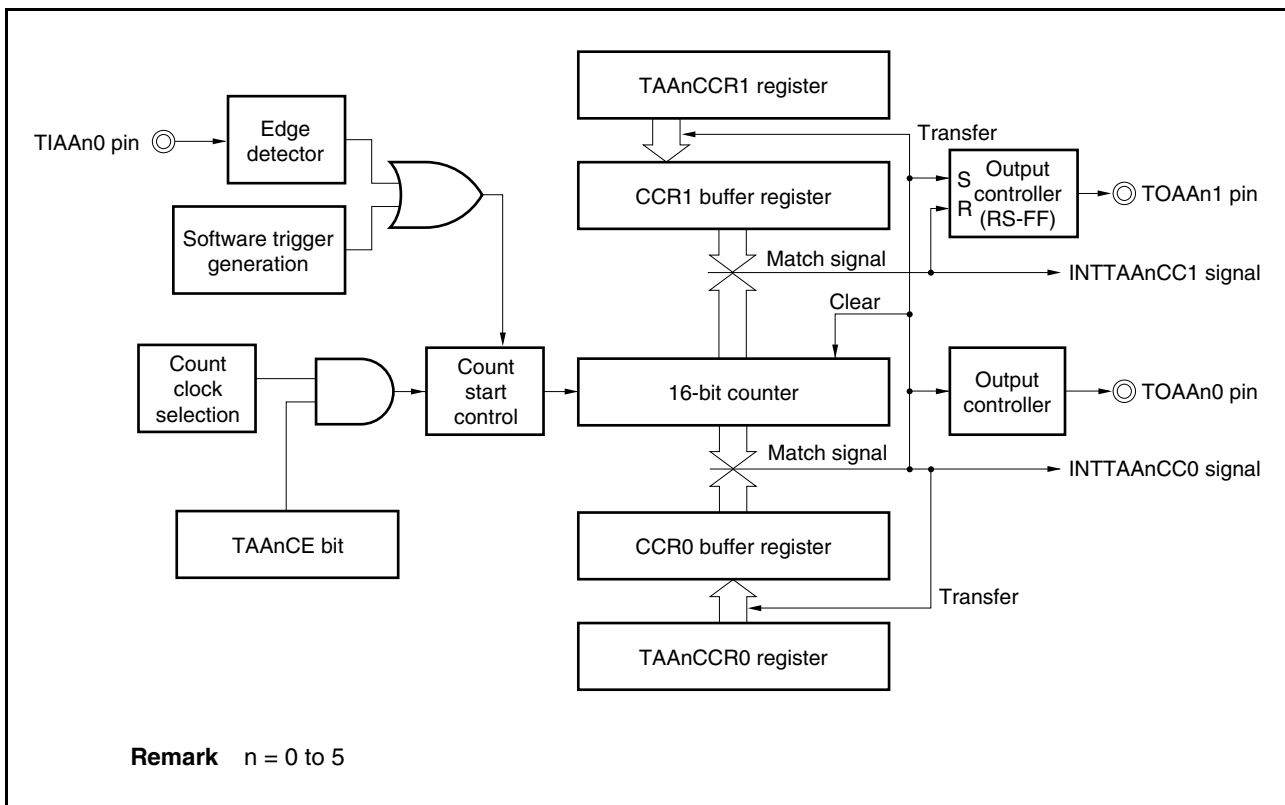 TAAnCCR1 register
TIAAn0 pin
Edge
detector
Transfer
CCR1 buffer register
S
R
Output
controller
(RS-FF)
TOAAn1 pin
Software trigger
generation
Match signal
INTTAAnCC1 signal
Clear
Count
clock
selection
Count
start
control
16-bit counter
Output
controller
TOAAn0 pin
Match signal
INTTAAnCC0 signal
TAAnCE bit
CCR0 buffer register
Transfer
TAAnCCR0 register
Remark n = 0 to 5